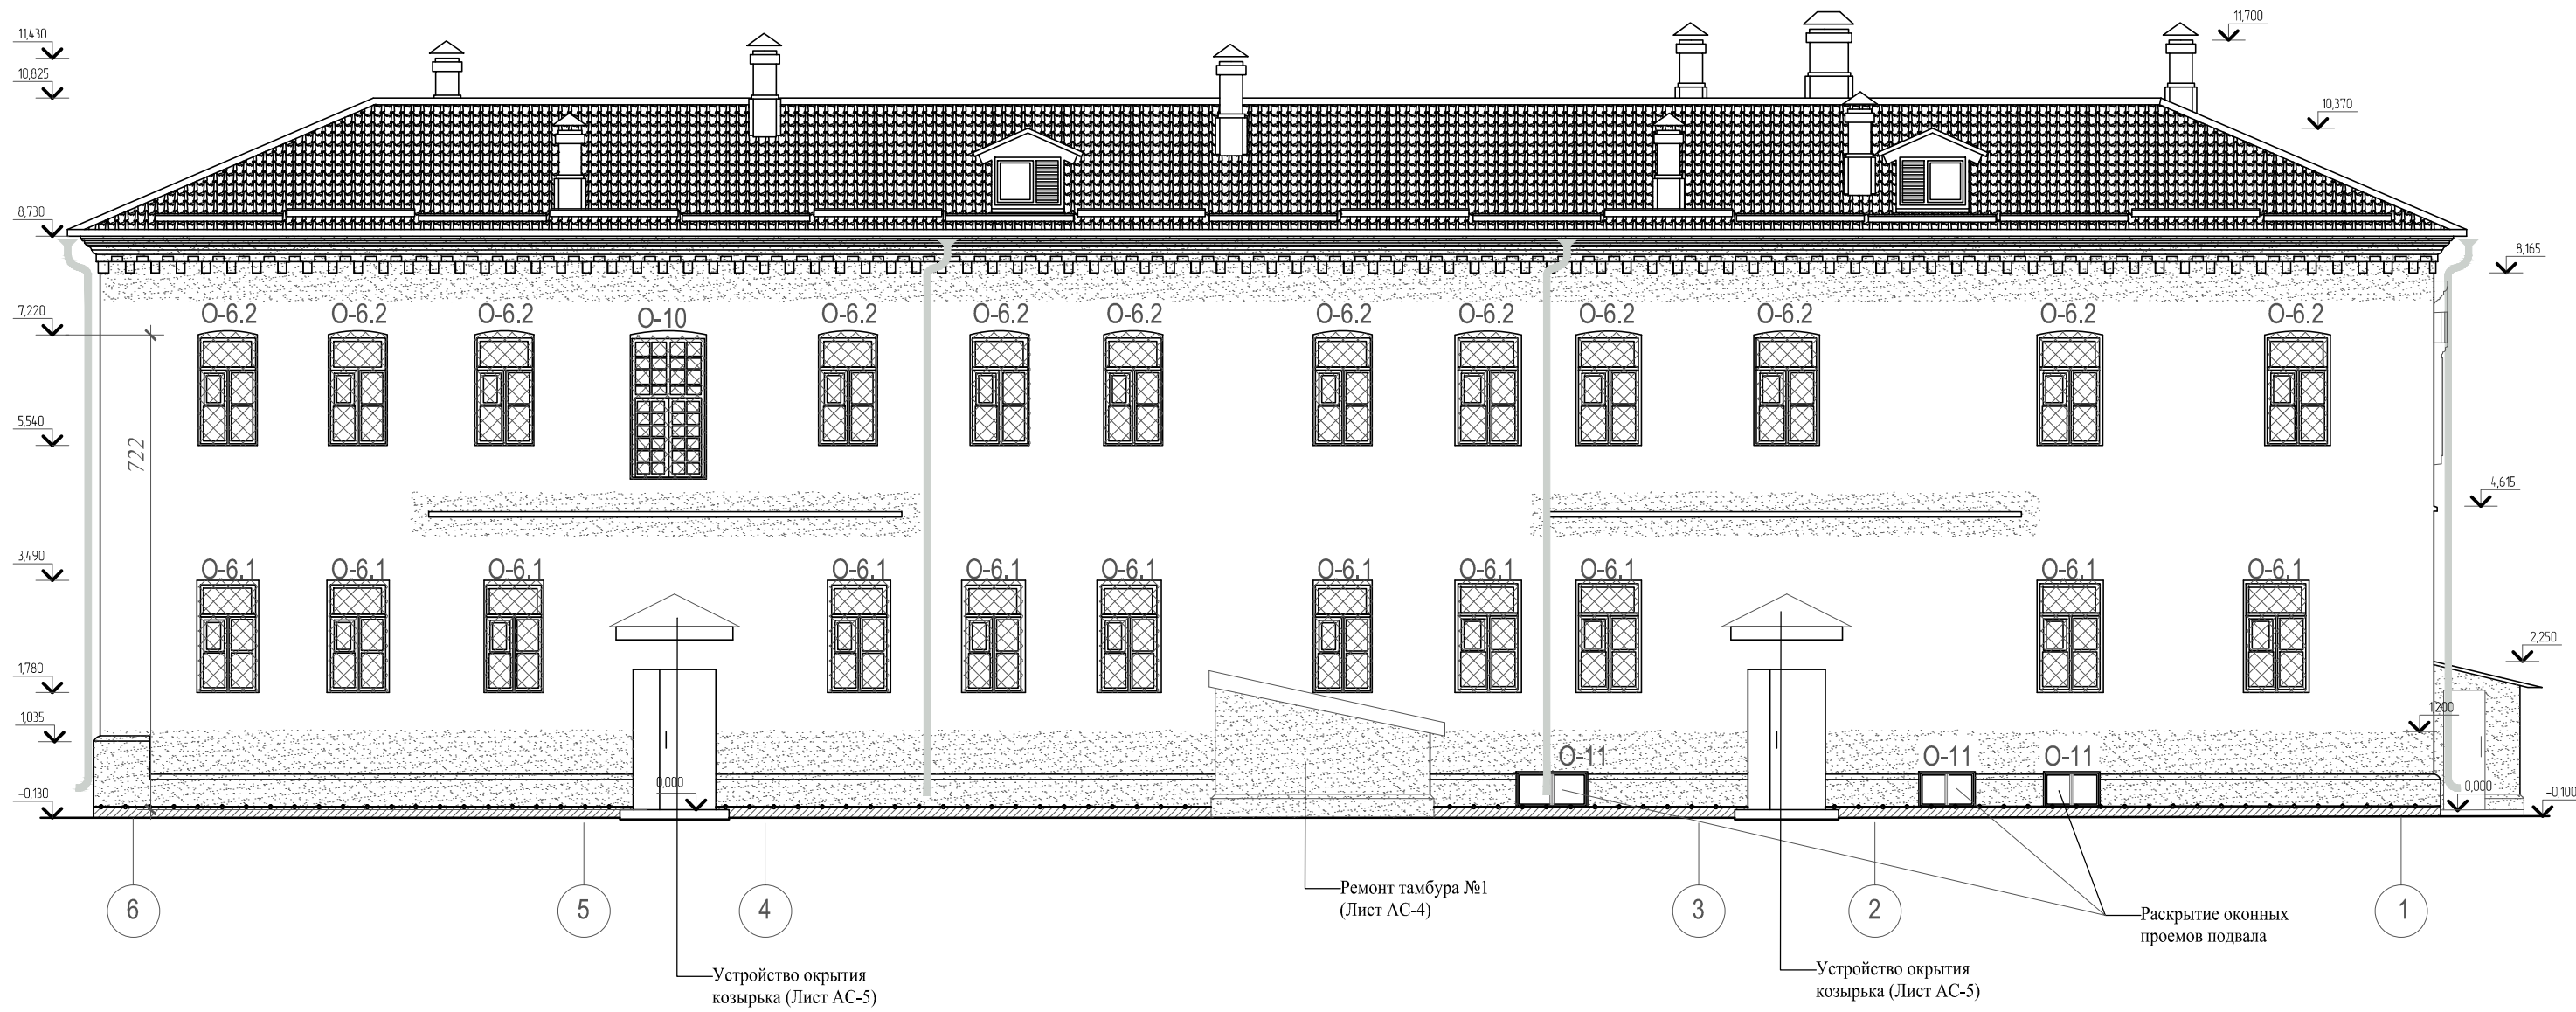 11,700
11,430
10,825
10,370
8,730
8,165
7,220
О-6.2
О-6.2
О-6.2
О-10
О-6.2
О-6.2
О-6.2
О-6.2
О-6.2
О-6.2
О-6.2
О-6.2
О-6.2
5,540
722
4,615
3,490
О-6.1
О-6.1
О-6.1
О-6.1
О-6.1
О-6.1
О-6.1
О-6.1
О-6.1
О-6.1
О-6.1
2,250
1,780
1,035
1,200
О-11
О-11
О-11
0,000
0,000
-0,130
-0,100
6
5
4
3
2
1
Ремонт тамбура №1
(Лист АС-4)
Раскрытие оконных
проемов подвала
Устройство окрытия
козырька (Лист АС-5)
Устройство окрытия
козырька (Лист АС-5)